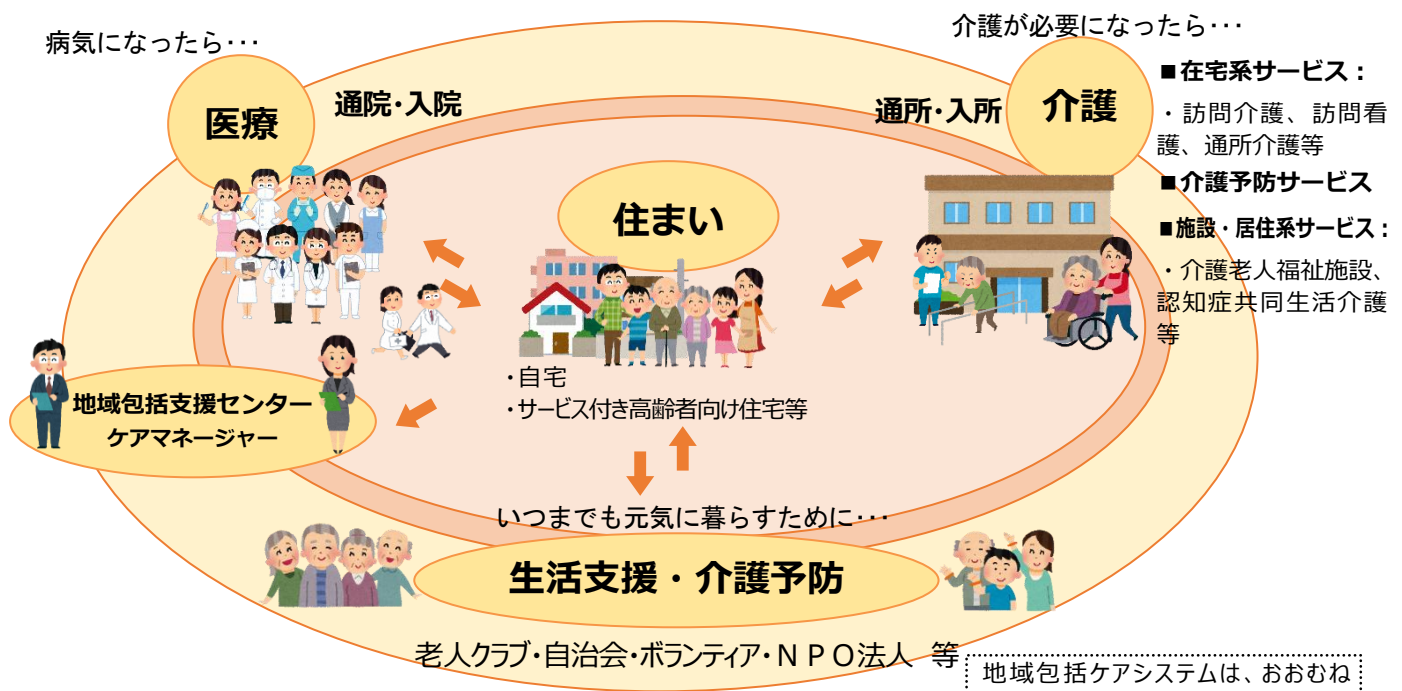 病気になったら･･･
医療
通院･入院
介護が必要になったら･･･
介護
通所･入所
■在宅系サービス：
・訪問介護、訪問看
護、通所介護等
■介護予防サービス
■施設・居住系サービス：
・介護老人福祉施設、
認知症共同生活介護
等
住まい
･自宅
･サービス付き高齢者向け住宅等
地域包括支援センター
ケアマネージャー
いつまでも元気に暮らすために･･･
生活支援・介護予防
老人クラブ･自治会･ボランティア･ＮＰＯ法人 等
地域包括ケアシステムは、おおむね